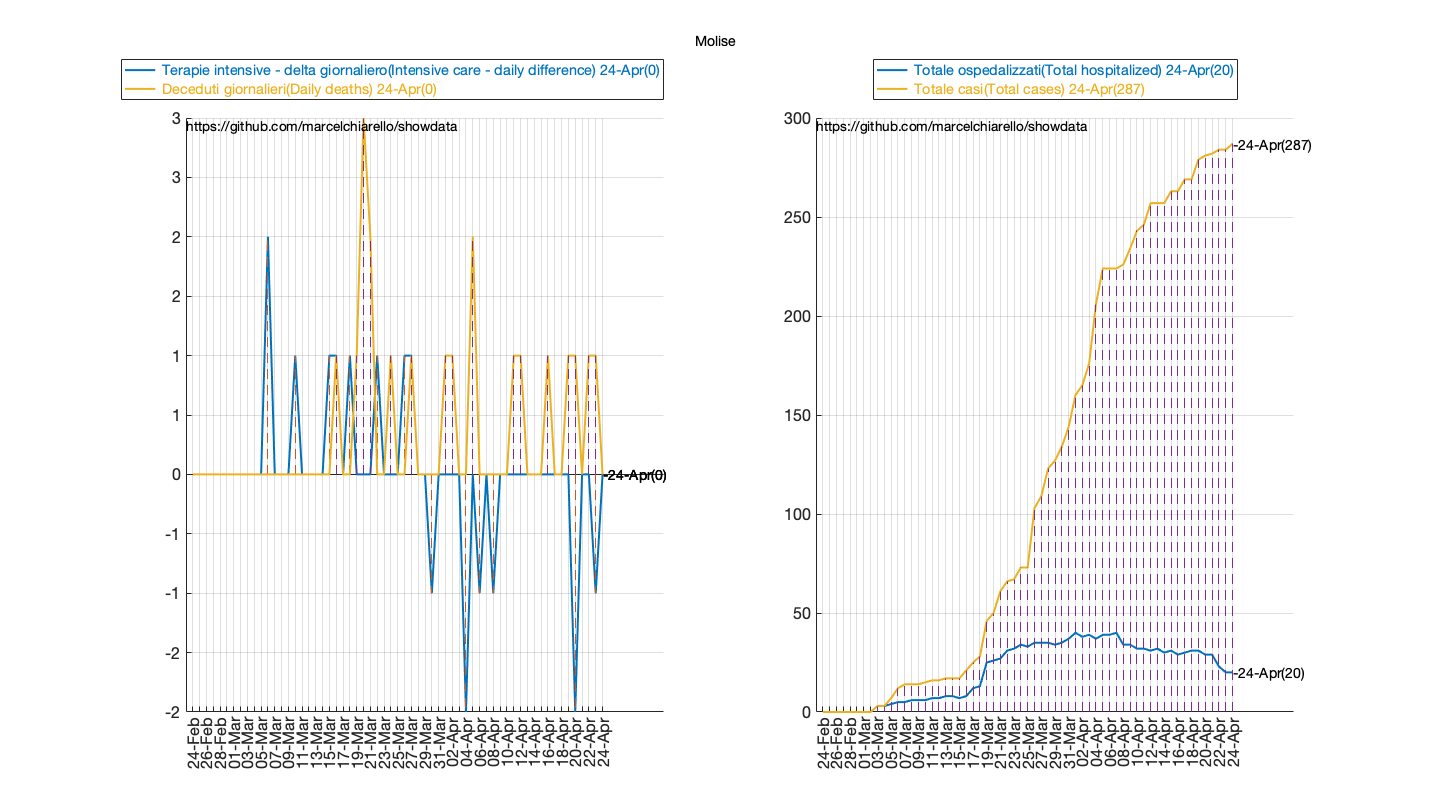 Molise
Terapie intensive - delta giornaliero(Intensive care - daily difference) 24-Apr(0)
Deceduti giornalieri(Daily deaths) 24-Apr(0)
https://github.com/marcelchiarello/showdata
3
3
2
2
1
1
0
-1
-1
-2
-2
-24-Apr(0)
24-Feb
26-Feb
28-Feb
01-Mar
03-Mar
05-Mar
07-Mar
09-Mar
11-Mar
13-Mar
15-Mar
17-Mar
19-Mar
21-Mar
23-Mar
25-Mar
27-Mar
29-Mar
31-Mar
02-Apr
04-Apr
06-Apr
08-Apr
10-Apr
12-Apr
14-Apr
16-Apr
18-Apr
20-Apr
22-Apr
24-Apr
Totale ospedalizzati(Total hospitalized) 24-Apr(20)
Totale casi(Total cases) 24-Apr(287)
https://github.com/marcelchiarello/showdata
300
250
200
150
100
50
0
-24-Apr(287)
-24-Apr(20)
24-Feb
26-Feb
28-Feb
01-Mar
03-Mar
05-Mar
07-Mar
09-Mar
11-Mar
13-Mar
15-Mar
17-Mar
19-Mar
21-Mar
23-Mar
25-Mar
27-Mar
29-Mar
31-Mar
02-Apr
04-Apr
06-Apr
08-Apr
10-Apr
12-Apr
14-Apr
16-Apr
18-Apr
20-Apr
22-Apr
24-Apr